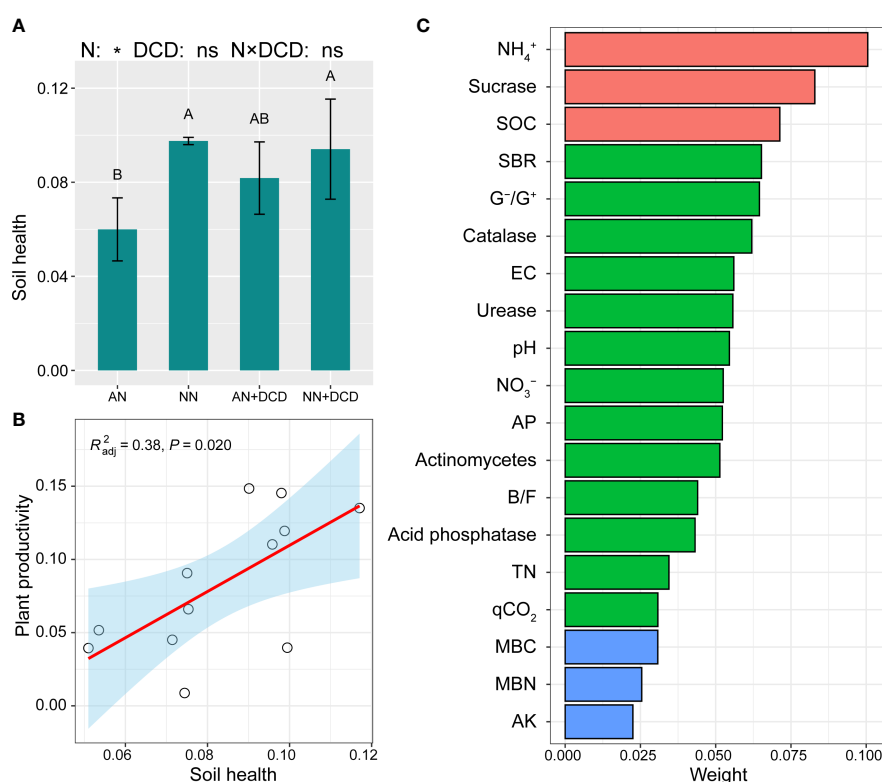 A
N: * DCD: ns N×DCD: ns
Soil health
0.12
0.08
0.04
0.00
B
A
AB
A
AN
NN
AN+DCD
NN+DCD
B
R²adj = 0.38, P = 0.020
Plant productivity
0.15
0.10
0.05
0.00
0.06
0.08
0.10
0.12
Soil health
C
NH₄⁺
Sucrase
SOC
SBR
G⁻/G⁺
Catalase
EC
Urease
pH
NO₃⁻
AP
Actinomycetes
B/F
Acid phosphatase
TN
qCO₂
MBC
MBN
AK
0.000
0.025
0.050
0.075
0.100
Weight